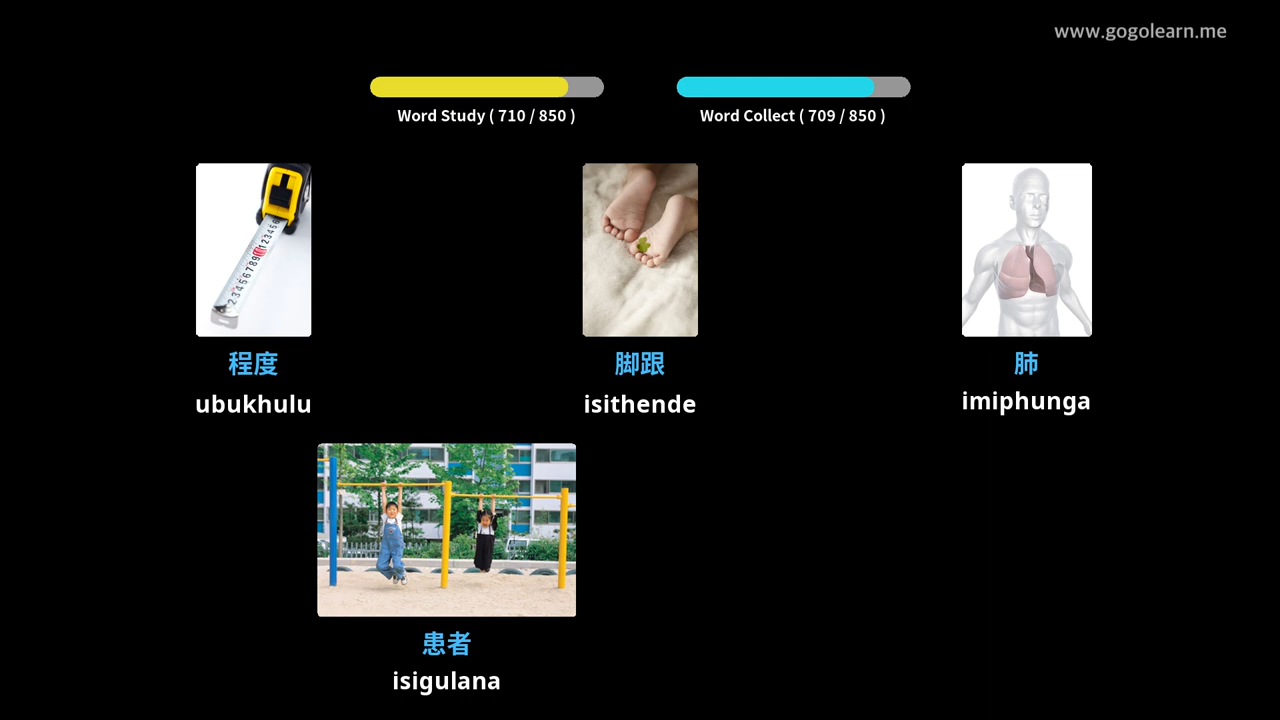 www.gogolearn.me
Word Study ( 710 / 850 )
Word Collect ( 709 / 850 )
程度
ubukhulu
脚跟
isithende
肺
imiphunga
患者
isigulana